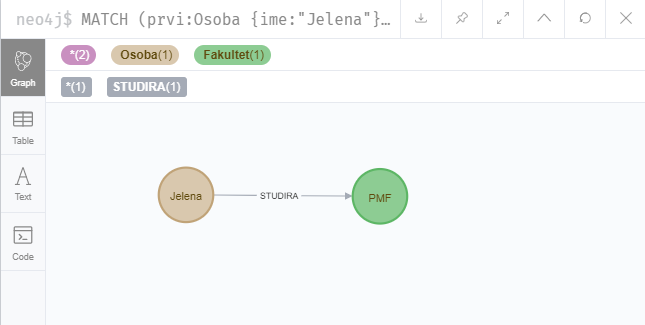 neo4j$ MATCH (prvi:Osoba {ime:"Jelena"}…
*(2) Osoba(1) Fakultet(1)
*(1) STUDIRA(1)
Graph
Table
Text
Code
Jelena STUDIRA PMF